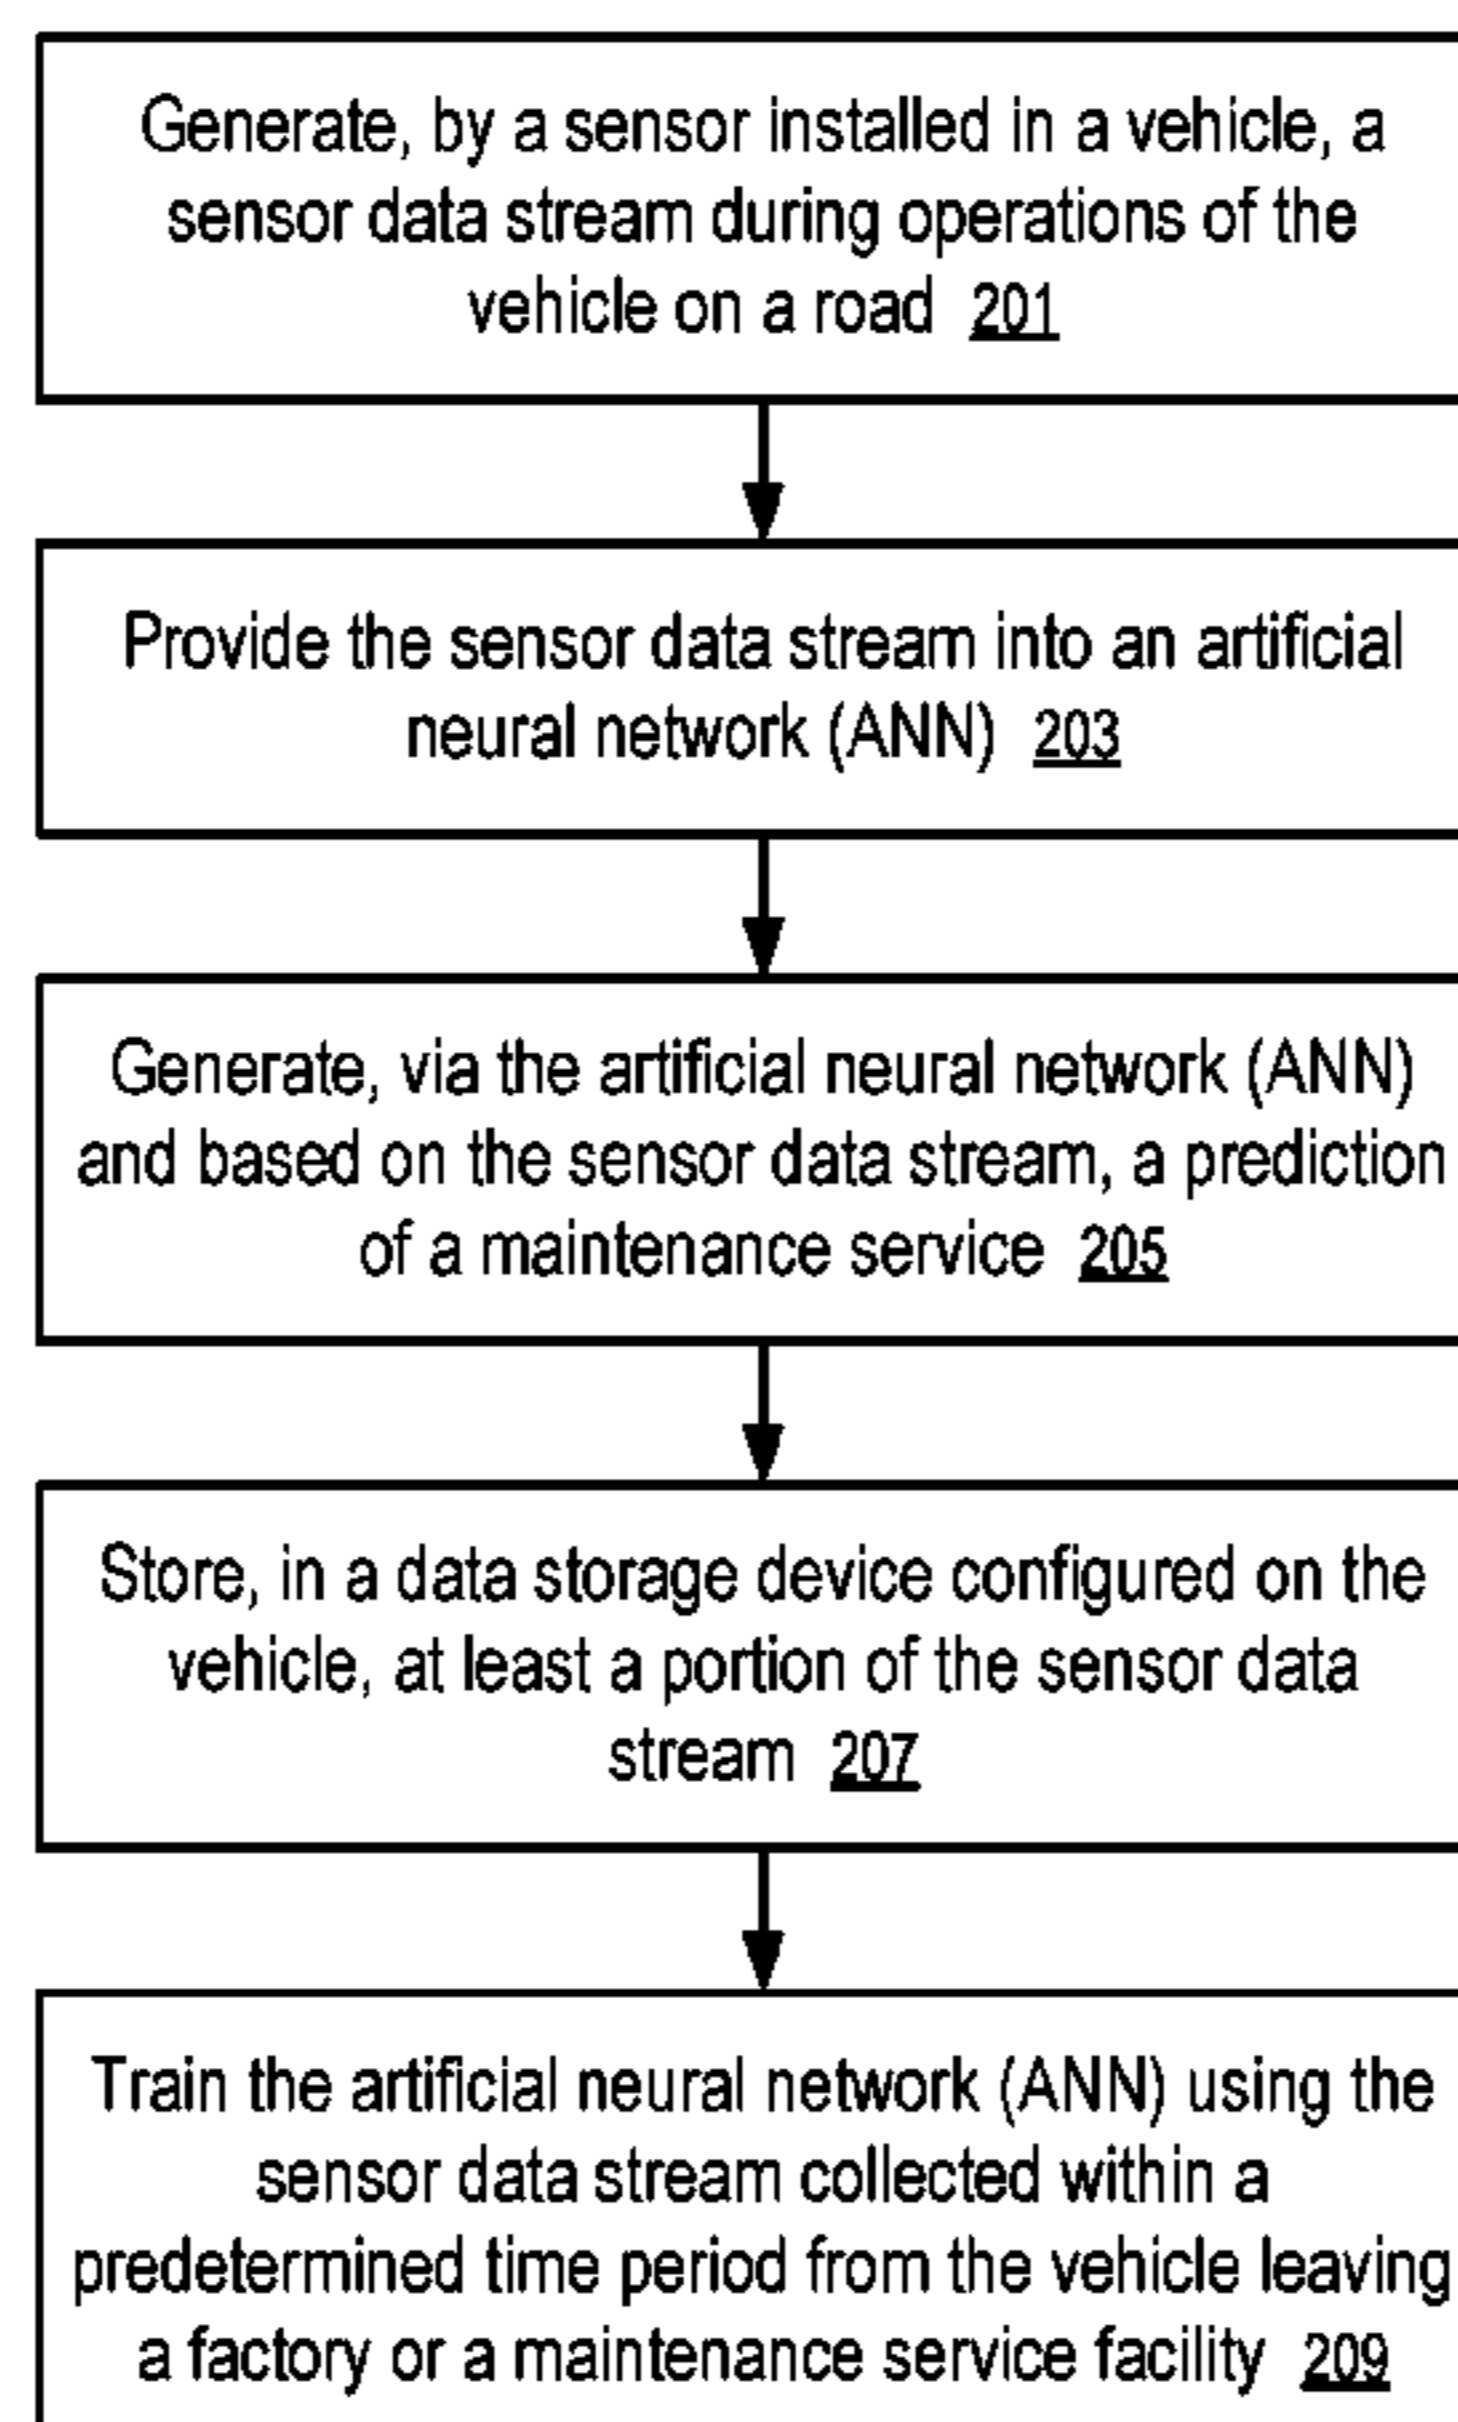 Generate, by a sensor installed in a vehicle, a
sensor data stream during operations of the
vehicle on a road 201
Provide the sensor data stream into an artificial
neural network (ANN) 203
Generate, via the artificial neural network (ANN)
and based on the sensor data stream, a prediction
of a maintenance service 205
Store, in a data storage device configured on the
vehicle, at least a portion of the sensor data
stream 207
Train the artificial neural network (ANN) using the
sensor data stream collected within a
predetermined time period from the vehicle leaving
a factory or a maintenance service facility 209